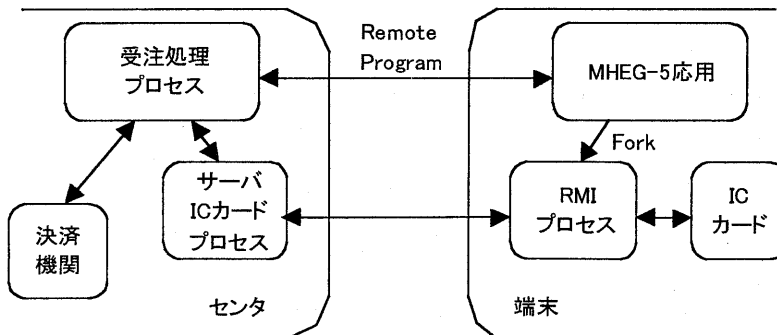 受注処理
プロセス
Remote
Program
MHEG-5応用
Fork
サーバ
ICカード
プロセス
RMI
プロセス
IC
カード
決済
機関
センタ
端末